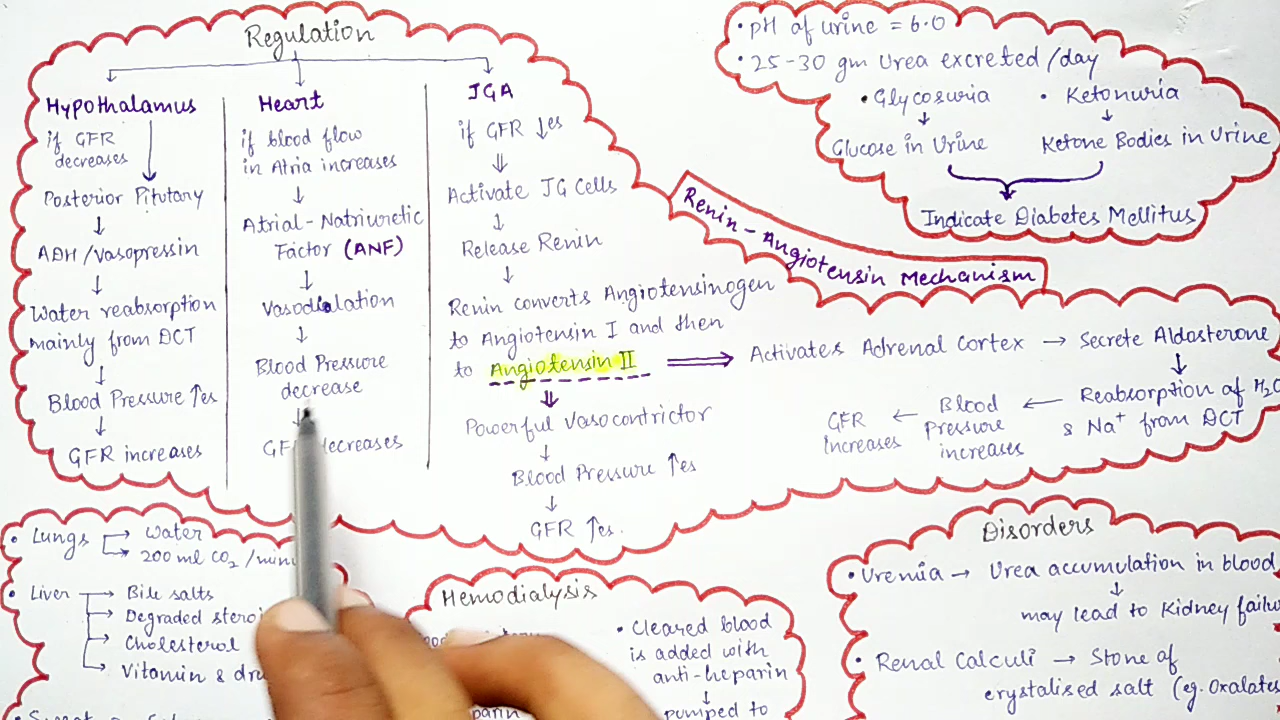 Regulation
Hypothalamus
if GFR
decreases
Posterior Pitutary
ADH/Vasopressin
Water reabsorption
mainly from DCT
Blood Pressure ↑es
GFR increases
Heart
if blood flow
in Atria increases
Atrial-Natriuretic
Factor (ANF)
Blood Pressure
decrease
decreases
JGA
if GFR ↓es
Activate JG Cells
Release Renin
Renin converts Angiotensinogen
to Angiotensin I and then
to Angiotensin II
Powerful Vasocontrictor
Blood Pressure ↑es
GFR ↑es.
Renin-Angiotensin Mechanism
Activates Adrenal Cortex → Secrete Aldosterone
Reabsorption of H2O
& Na+ from DCT
Blood
Pressure
increases
GFR
Increases
• pH of urine = 6.0
• 25-30 gm Urea excreted/day
• Glycosuria
Glucose in Urine
• Ketonuria
Ketone Bodies in Urine
Indicate Diabetes Mellitus
• Lungs → Water
200 ml CO2/min
• Liver → Bile salts
Degraded
Cholesterol
Vitamin &
Hemodialysis
• Cleared blood
is added with
anti-heparin
pumped to
Disorders
• Uremia → Urea accumulation in blood
may lead to Kidney
• Renal Calculi → Stone of
crystalised salt (eg. Oxalates